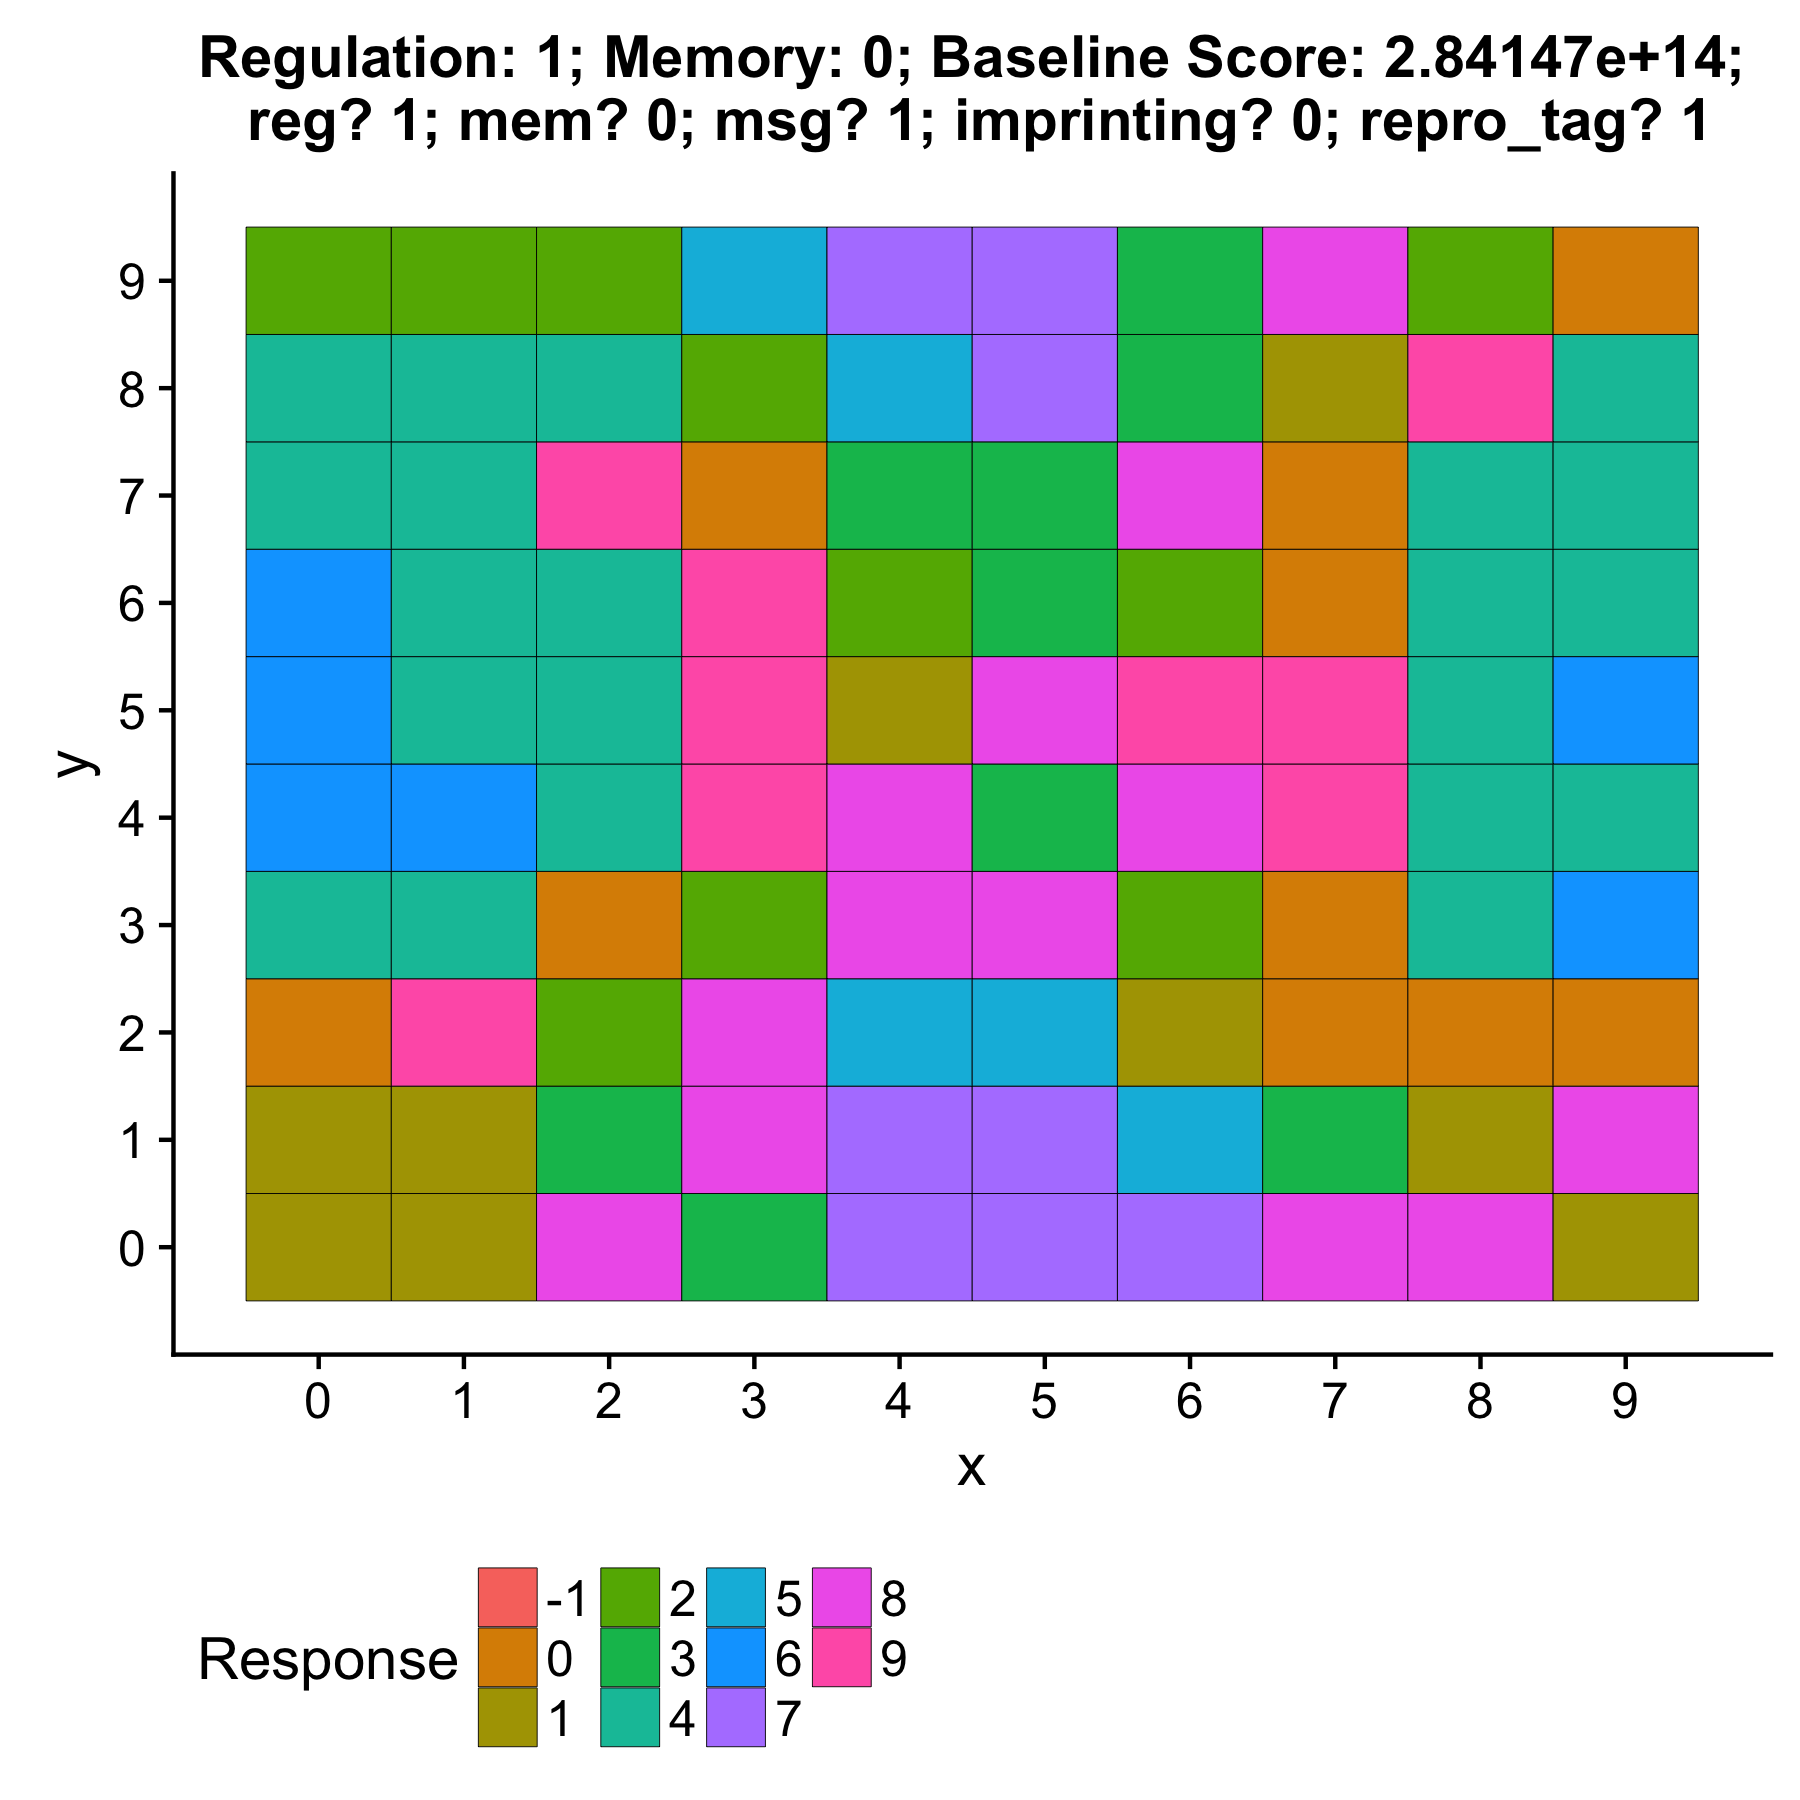 Regulation: 1; Memory: 0; Baseline Score: 2.84147e+14;
reg? 1; mem? 0; msg? 1; imprinting? 0; repro_tag? 1
9
8
7
6
5
4
3
2
1
0
y
0 1 2 3 4 5 6 7 8 9
x
Response
-1 2 5 8
0 3 6 9
1 4 7